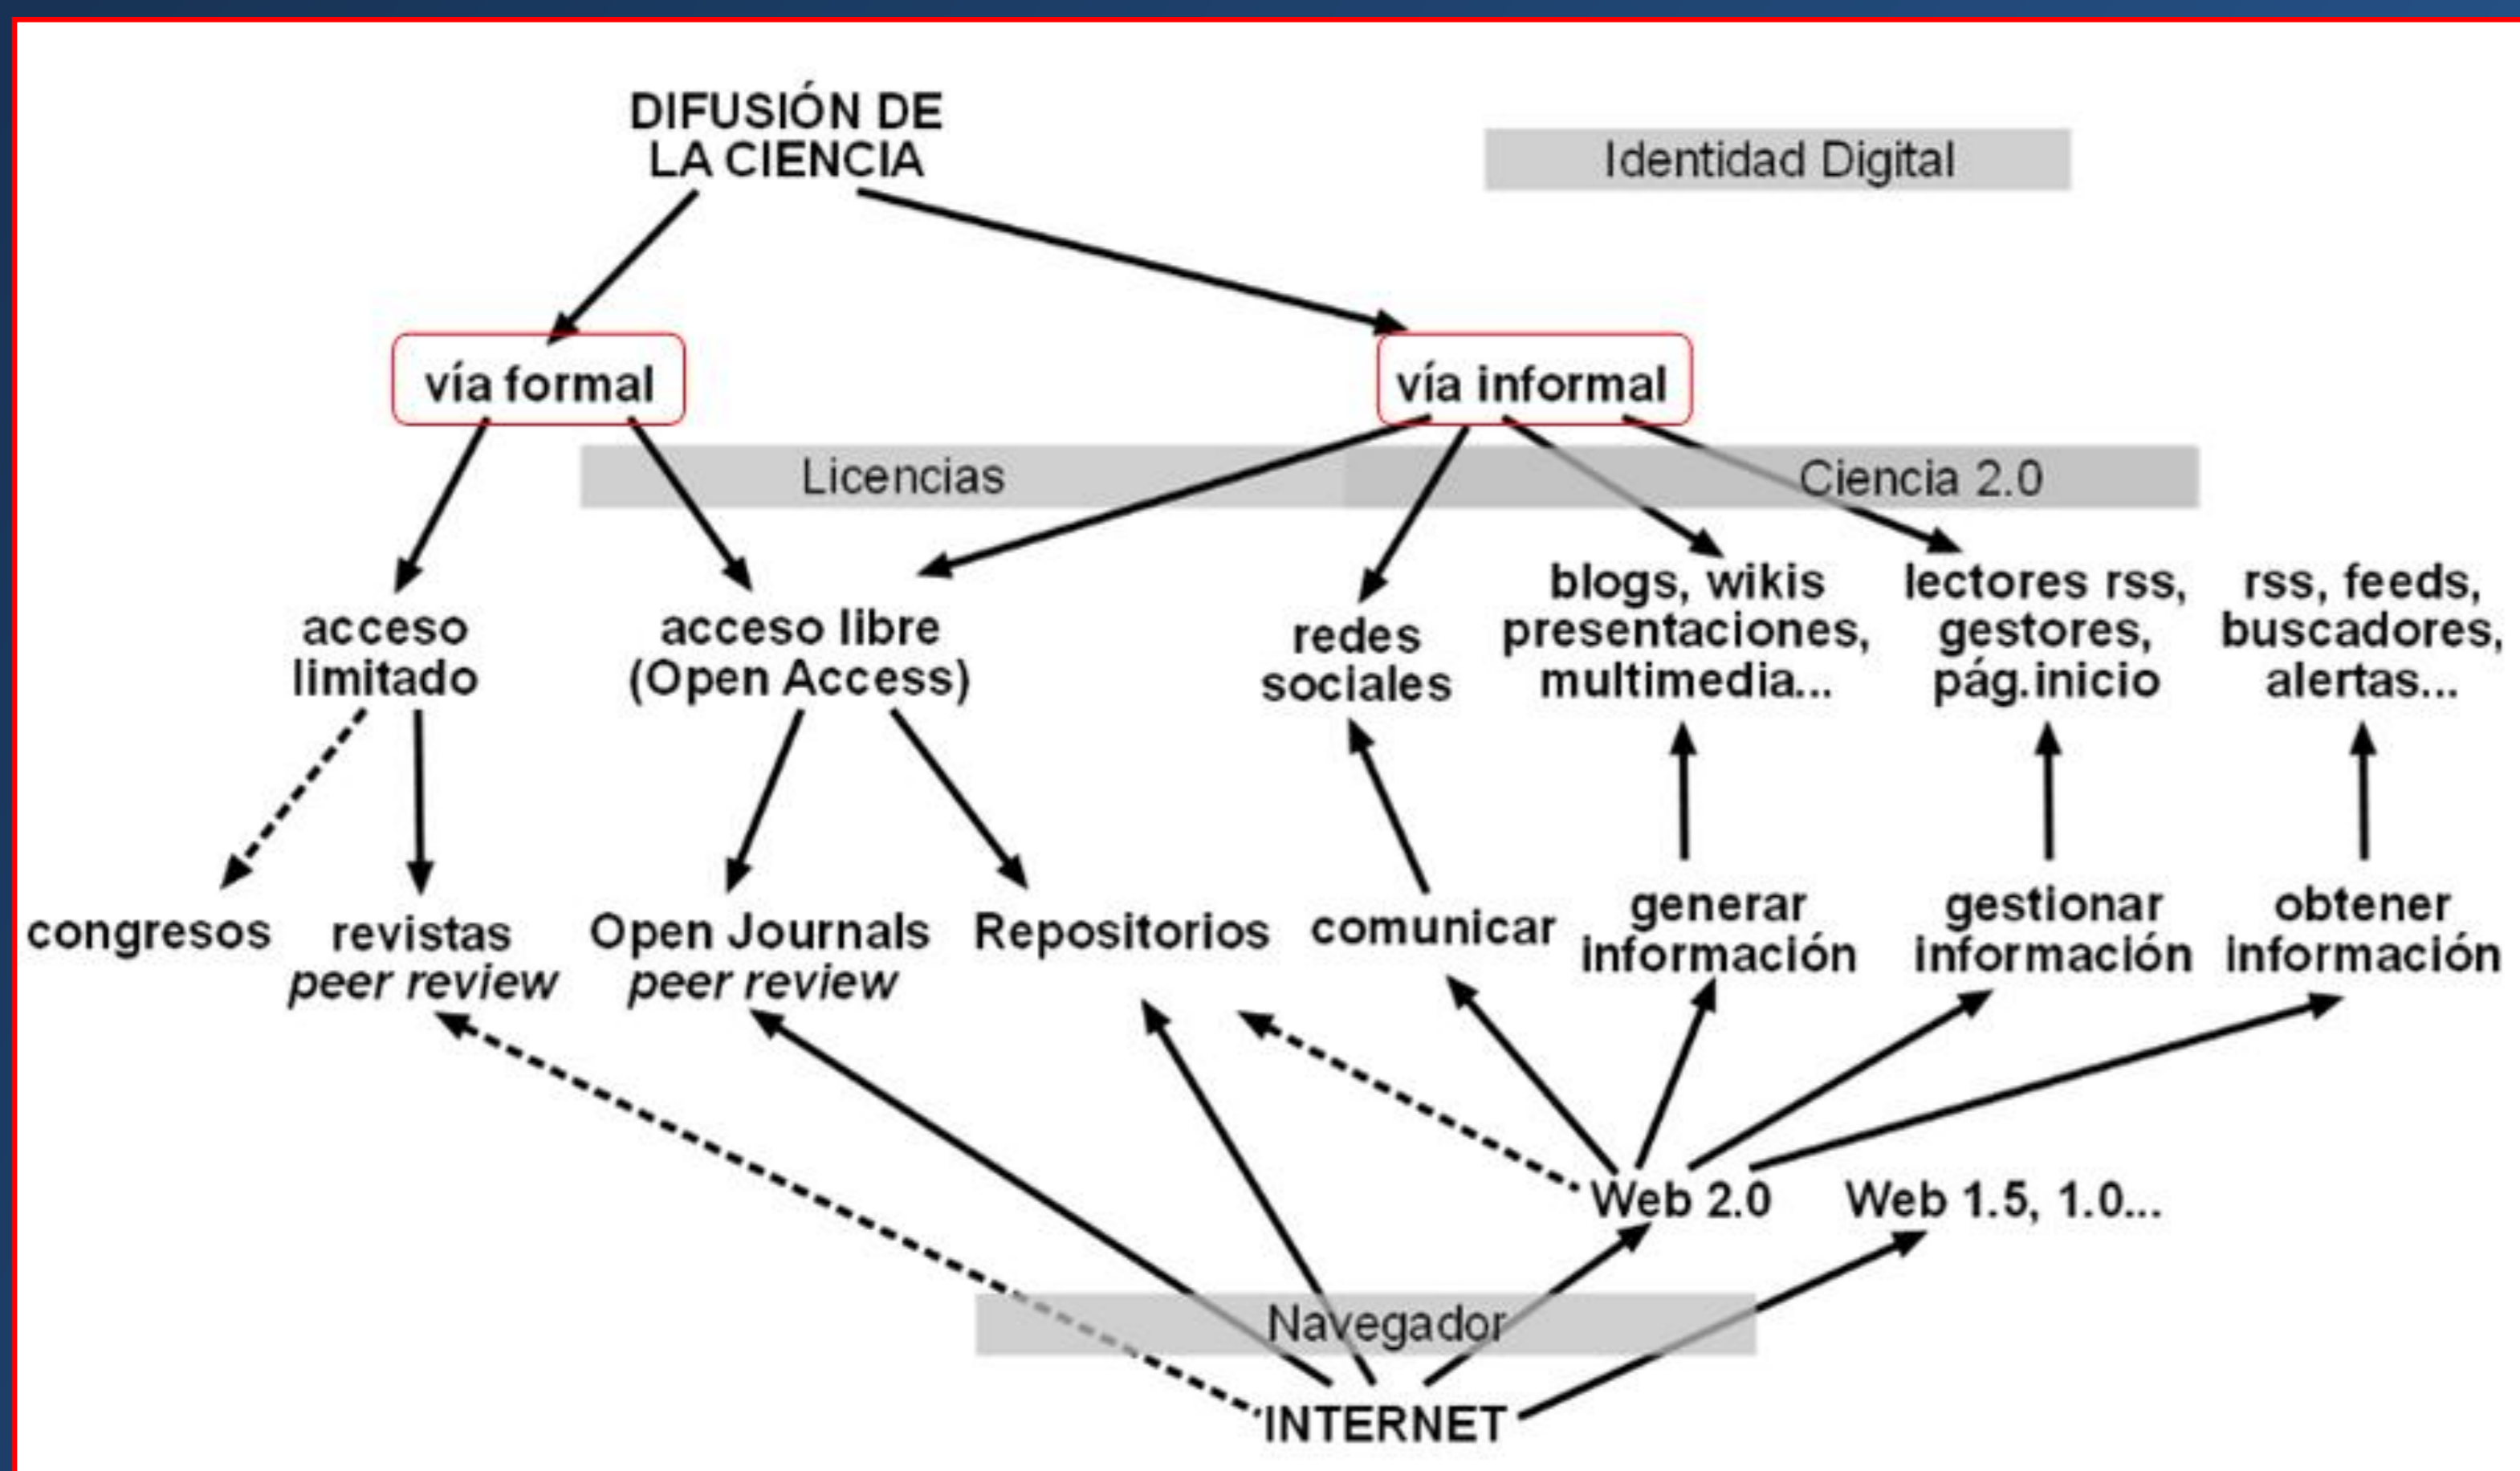 DIFUSIÓN DE
LA CIENCIA
Identidad Digital
vía formal
vía informal
Licencias
Ciencia 2.0
acceso
limitado
acceso libre
(Open Access)
redes
sociales
blogs, wikis
presentaciones,
multimedia...
lectores rss,
gestores,
pág.inicio
rss, feeds,
buscadores,
alertas...
congresos
revistas
peer review
Open Journals
peer review
Repositorios
comunicar
generar
información
gestionar
información
obtener
información
Web 2.0
Web 1.5, 1.0...
Navegador
INTERNET